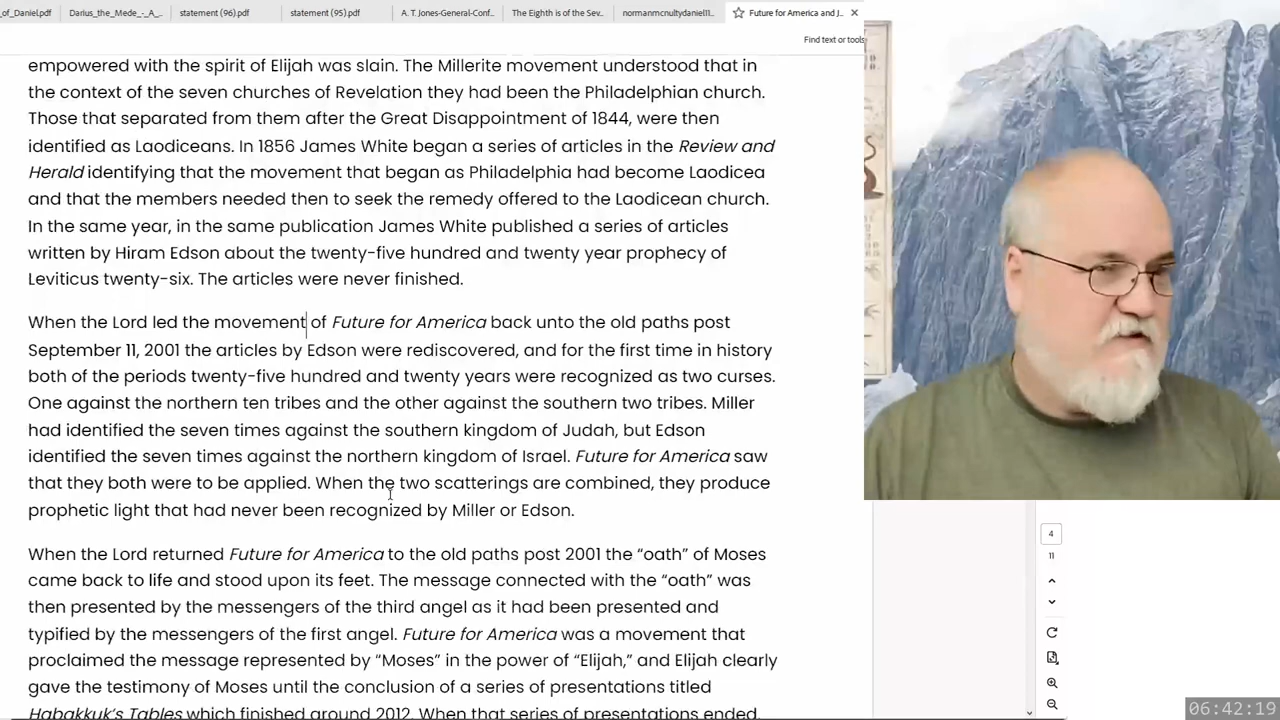 _of_Daniel.pdf
Darius_the_Mede_-_A_
statement (96).pdf
statement (95).pdf
A. T. Jones-General-Conf...
The Eighth is of the Sev...
normanmcnultydaniel11...
Future for America and J...
Find text or tools
empowered with the spirit of Elijah was slain. The Millerite movement understood that in
the context of the seven churches of Revelation they had been the Philadelphian church.
Those that separated from them after the Great Disappointment of 1844, were then
identified as Laodiceans. In 1856 James White began a series of articles in the Review and
Herald identifying that the movement that began as Philadelphia had become Laodicea
and that the members needed then to seek the remedy offered to the Laodicean church.
In the same year, in the same publication James White published a series of articles
written by Hiram Edson about the twenty-five hundred and twenty year prophecy of
Leviticus twenty-six. The articles were never finished.
When the Lord led the movement of Future for America back unto the old paths post
September 11, 2001 the articles by Edson were rediscovered, and for the first time in history
both of the periods twenty-five hundred and twenty years were recognized as two curses.
One against the northern ten tribes and the other against the southern two tribes. Miller
had identified the seven times against the southern kingdom of Judah, but Edson
identified the seven times against the northern kingdom of Israel. Future for America saw
that they both were to be applied. When the two scatterings are combined, they produce
prophetic light that had never been recognized by Miller or Edson.
When the Lord returned Future for America to the old paths post 2001 the “oath” of Moses
came back to life and stood upon its feet. The message connected with the “oath” was
then presented by the messengers of the third angel as it had been presented and
typified by the messengers of the first angel. Future for America was a movement that
proclaimed the message represented by “Moses” in the power of “Elijah,” and Elijah clearly
gave the testimony of Moses until the conclusion of a series of presentations titled
Habakkuk’s Tables which finished around 2012. When that series of presentations ended,
4
11
06:42:19